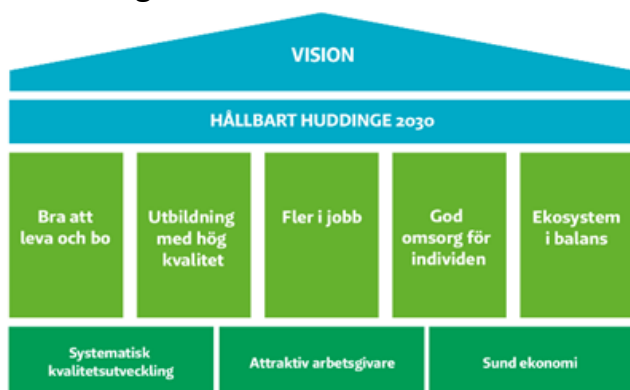 VISION
HÅLLBART HUDDINGE 2030
Bra att
leva och bo
Utbildning
med hög
kvalitet
Fler i jobb
God
omsorg för
individen
Ekosystem
i balans
Systematisk
kvalitetsutveckling
Attraktiv arbetsgivare
Sund ekonomi